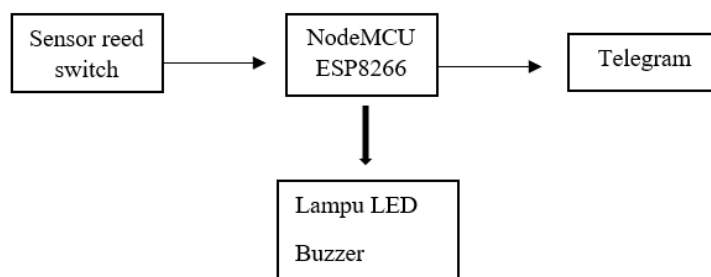 Sensor reed
switch
NodeMCU
ESP8266
Telegram
Lampu LED
Buzzer